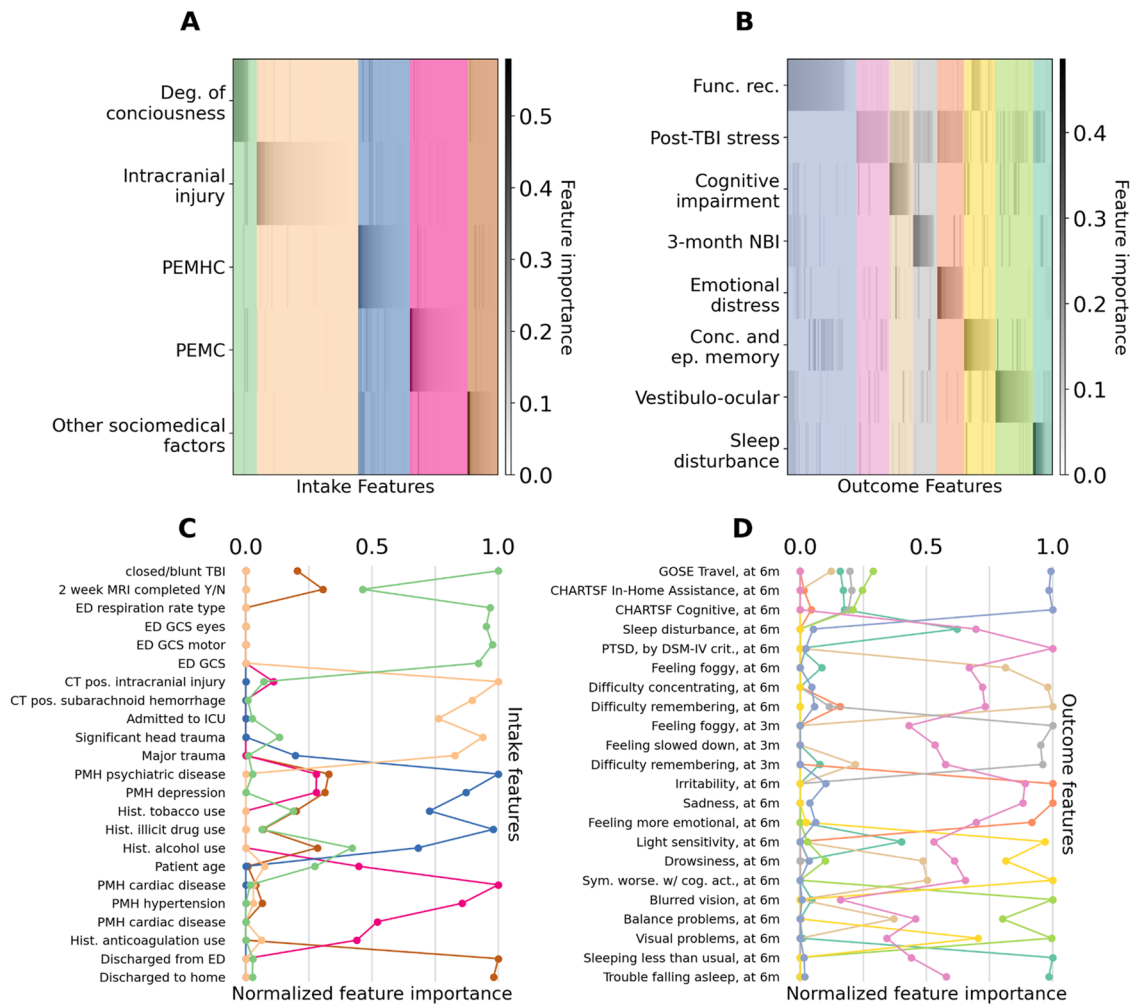 A
B
Deg. of
conciousness
Intracranial
injury
PEMHC
PEMC
Other sociomedical
factors
Intake Features
0.5
0.4
0.3
0.2
0.1
0.0
Feature importance
Func. rec.
Post-TBI stress
Cognitive
impairment
3-month NBI
Emotional
distress
Conc. and
ep. memory
Vestibulo-ocular
Sleep
disturbance
Outcome Features
0.4
0.3
0.2
0.1
0.0
Feature importance
C
0.0 0.5 1.0
closed/blunt TBI
2 week MRI completed Y/N
ED respiration rate type
ED GCS eyes
ED GCS motor
ED GCS
CT pos. intracranial injury
CT pos. subarachnoid hemorrhage
Admitted to ICU
Significant head trauma
Major trauma
PMH psychiatric disease
PMH depression
Hist. tobacco use
Hist. illicit drug use
Hist. alcohol use
Patient age
PMH cardiac disease
PMH hypertension
PMH cardiac disease
Hist. anticoagulation use
Discharged from ED
Discharged to home
Intake features
Normalized feature importance
D
0.0 0.5 1.0
GOSE Travel, at 6m
CHARTSF In-Home Assistance, at 6m
CHARTSF Cognitive, at 6m
Sleep disturbance, at 6m
PTSD, by DSM-IV crit., at 6m
Feeling foggy, at 6m
Difficulty concentrating, at 6m
Difficulty remembering, at 6m
Feeling foggy, at 3m
Feeling slowed down, at 3m
Difficulty remembering, at 3m
Irritability, at 6m
Sadness, at 6m
Feeling more emotional, at 6m
Light sensitivity, at 6m
Drowsiness, at 6m
Sym. worse. w/ cog. act., at 6m
Blurred vision, at 6m
Balance problems, at 6m
Visual problems, at 6m
Sleeping less than usual, at 6m
Trouble falling asleep, at 6m
Outcome features
Normalized feature importance